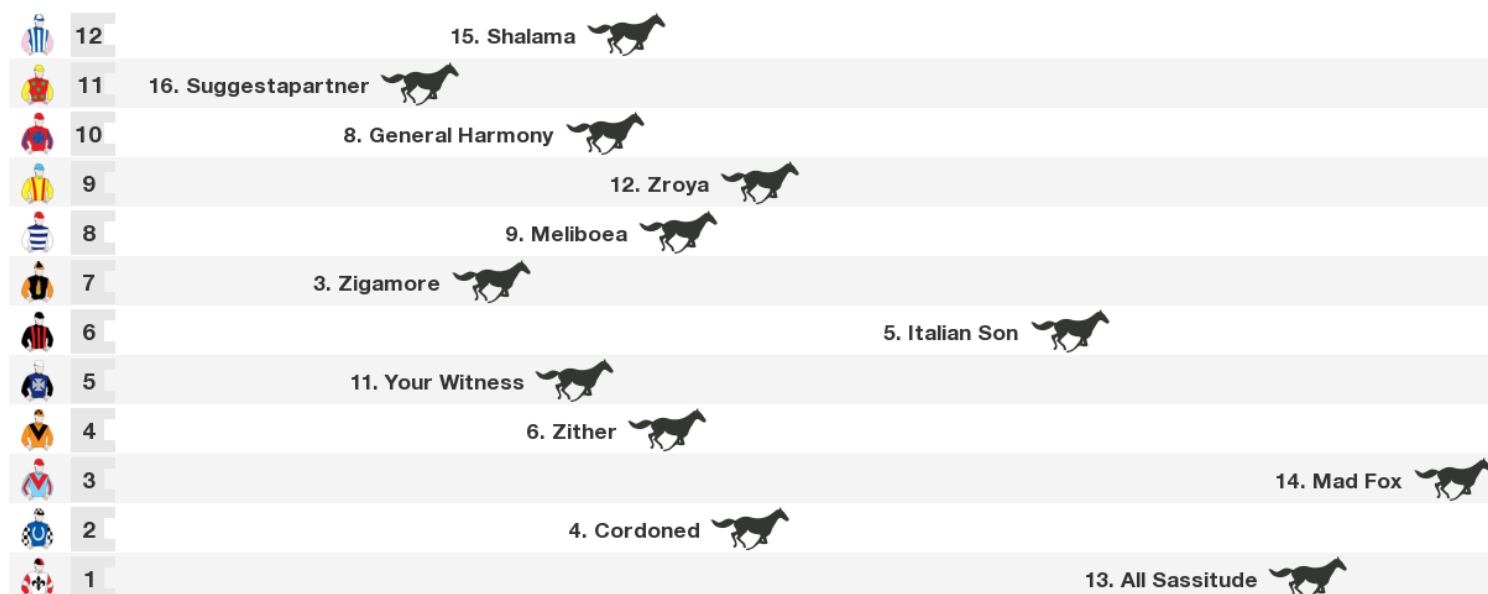 12 15. Shalama
11 16. Suggestapartner
10 8. General Harmony
9 12. Zroya
8 9. Meliboea
7 3. Zigamore
6 5. Italian Son
5 11. Your Witness
4 6. Zither
3 14. Mad Fox
2 4. Cordoned
1 13. All Sassitude